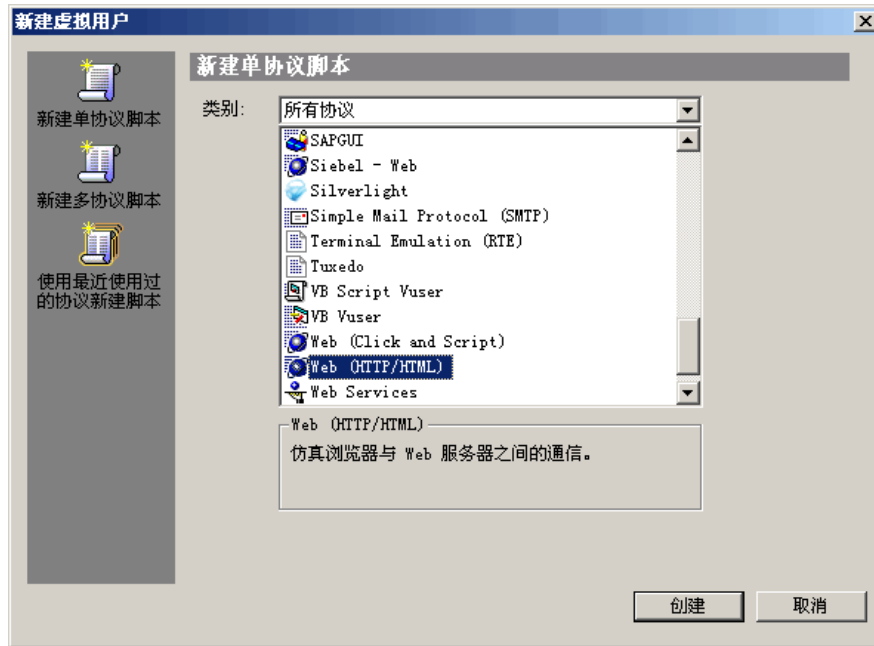 新建虚拟用户
新建单协议脚本
新建多协议脚本
使用最近使用过
的协议新建脚本
新建单协议脚本
类别:
所有协议
SAPGUI
Siebel - Web
Silverlight
Simple Mail Protocol (SMTP)
Terminal Emulation (RTE)
Tuxedo
VB Script Vuser
VB Vuser
Web (Click and Script)
Web (HTTP/HTML)
Web Services
Web (HTTP/HTML)
仿真浏览器与 Web 服务器之间的通信。
创建
取消